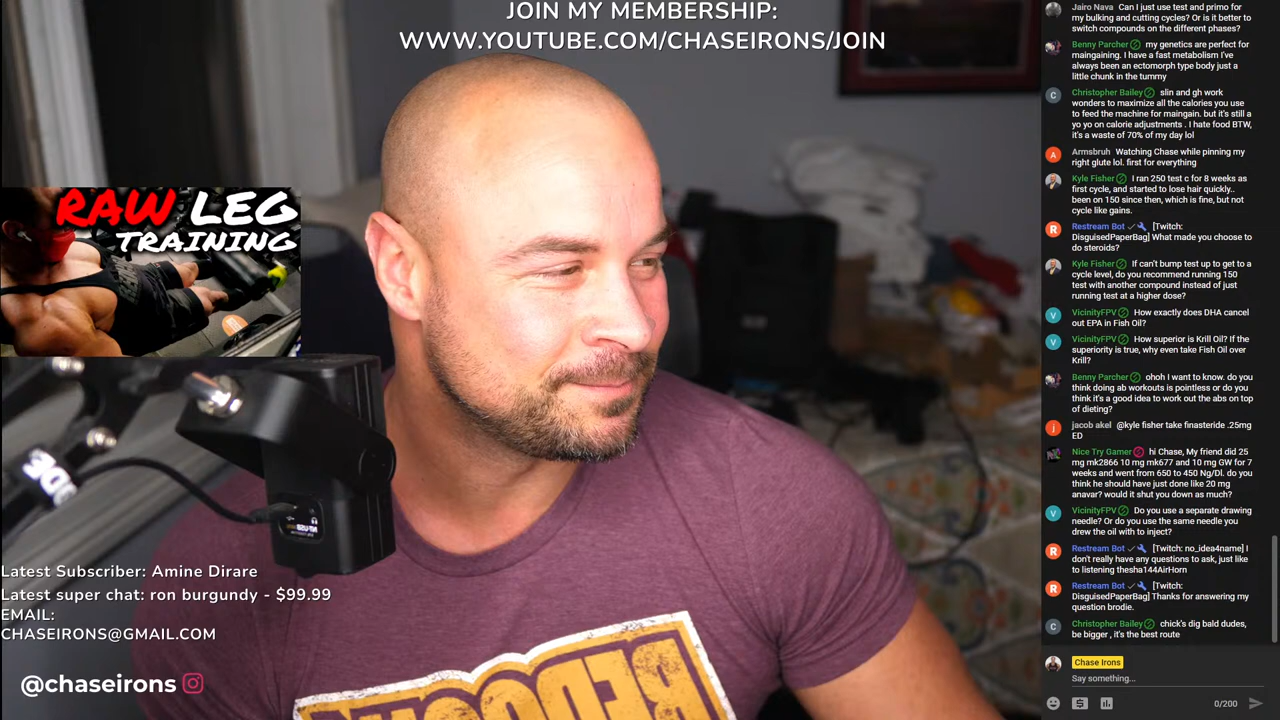 JOIN MY MEMBERSHIP:
WWW.YOUTUBE.COM/CHASEIRONS/JOIN
RAW LEG
TRAINING
Latest Subscriber: Amine Dirare
Latest super chat: ron burgundy - $99.99
EMAIL:
CHASEIRONS@GMAIL.COM
@chaseirons
Jairo Nava Can I just use test and primo for
my bulking and cutting cycles? Or is it better to
switch compounds on the different phases?
Benny Parcher my genetics are perfect for
maingaining. I have a fast metabolism I've
always been an ectomorph type body just a
little chunk in the tummy
C
Christopher Bailey slin and gh work
wonders to maximize all the calories you use
to feed the machine for maingain. but it's still a
yo yo on calorie adjustments . I hate food BTW,
it's a waste of 70% of my day lol
A
Armsbruh Watching Chase while pinning my
right glute lol. first for everything
Kyle Fisher I ran 250 test c for 8 weeks as
first cycle, and started to lose hair quickly..
been on 150 since then, which is fine, but not
cycle like gains.
R
Restream Bot [Twitch:
DisguisedPaperBag] What made you choose to
do steroids?
Kyle Fisher If can't bump test up to get to a
cycle level, do you recommend running 150
test with another compound instead of just
running test at a higher dose?
V
VicinityFPV How exactly does DHA cancel
out EPA in Fish Oil?
V
VicinityFPV How superior is Krill Oil? If the
superiority is true, why even take Fish Oil over
Krill?
Benny Parcher ohoh I want to know. do you
think doing ab workouts is pointless or do you
think it's a good idea to work out the abs on top
of dieting?
j
jacob akel @kyle fisher take finasteride .25mg
ED
Nice Try Gamer hi Chase, My friend did 25
mg mk2866 10 mg mk677 and 10 mg GW for 7
weeks and went from 650 to 450 Ng/Dl. do you
think he should have just done like 20 mg
anavar? would it shut you down as much?
V
VicinityFPV Do you use a separate drawing
needle? Or do you use the same needle you
drew the oil with to inject?
R
Restream Bot [Twitch: no_idea4name] I
don't really have any questions to ask, just like
to listening thesha144AirHorn
R
Restream Bot [Twitch:
DisguisedPaperBag] Thanks for answering my
question brodie.
C
Christopher Bailey chick's dig bald dudes,
be bigger , it's the best route
Chase Irons
Say something...
0/200